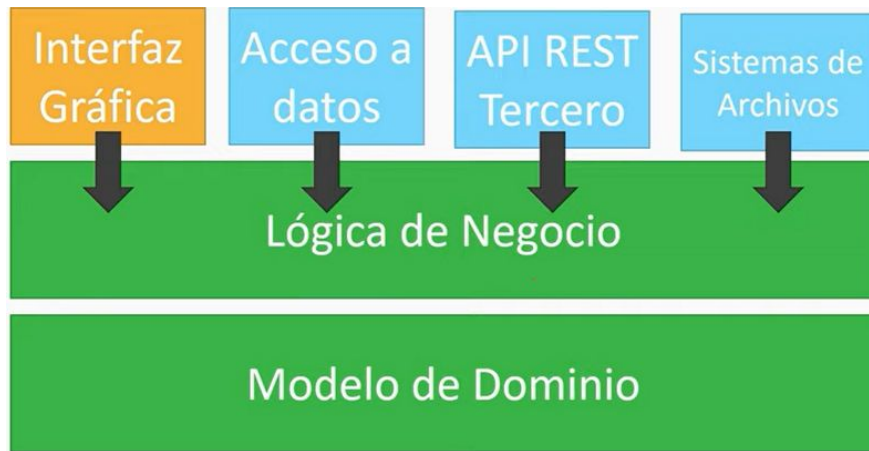 Interfaz
Gráfica
Acceso a
datos
API REST
Tercero
Sistemas de
Archivos
Lógica de Negocio
Modelo de Dominio